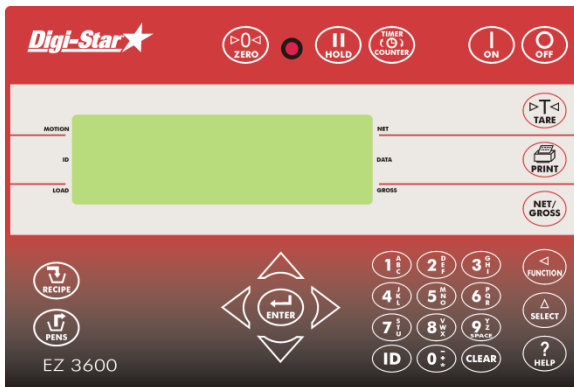 Digi-Star
▷0◁
ZERO
HOLD
TIMER
COUNTER
ON
OFF
▷T◁
TARE
PRINT
NET/
GROSS
MOTION
ID
LOAD
NET
DATA
GROSS
RECIPE
PENS
ENTER
1 A B C
2 D E F
3 G H I
4 J K L
5 M N O
6 P Q R
7 S T U
8 V W X
9 Y Z SPACE
ID
0 - + *
CLEAR
FUNCTION
SELECT
?
HELP
EZ 3600